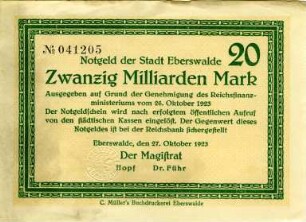 № 041205
Notgeld der Stadt Eberswalde 20
Zwanzig Milliarden Mark
Ausgegeben auf Grund der Genehmigung des Reichsfinanz-
ministeriums vom 26. Oktober 1923
Der Notgeldschein wird nach erfolgtem öffentlichen Aufruf
von den städtischen Kassen eingelöst. Der Gegenwert dieses
Notgeldes ist bei der Reichsbank sichergestellt
Eberswalde, den 27. Oktober 1923
Der Magistrat
Hopf Dr. Führ
C. Müller's Buchdruckerei Eberswalde